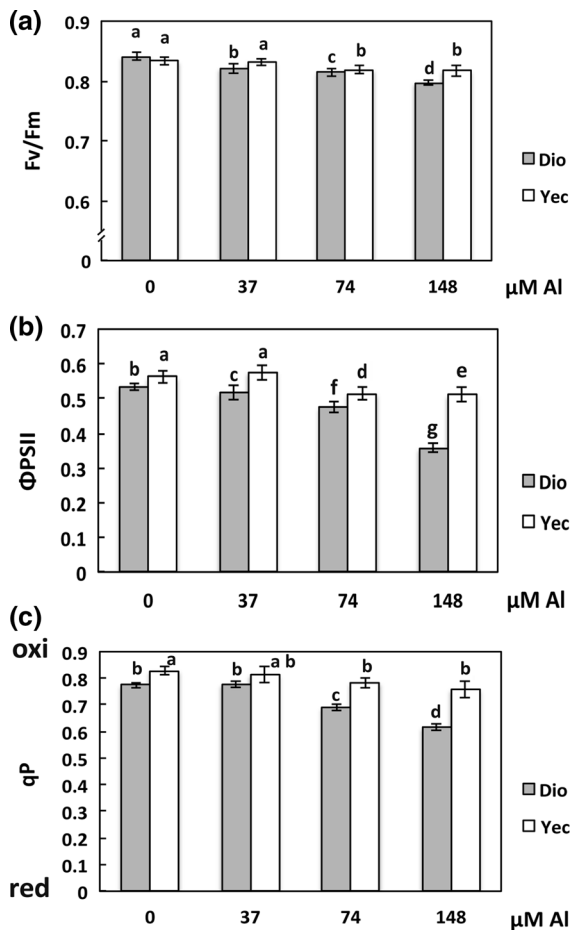 (a)
0.9
a a b a c b d b
0.8
Fv/Fm
0.7
0.6
Dio
Yec
0
0 37 74 148 μM Al
(b)
0.7
0.6
b a c a f d g e
0.5
ΦPSII
0.4
0.3
0.2
0.1
0
Dio
Yec
0 37 74 148 μM Al
(c)
oxi
0.9
b a b a b c b d b
0.8
0.7
0.6
qP
0.5
0.4
0.3
0.2
0.1
0
red
Dio
Yec
0 37 74 148 μM Al